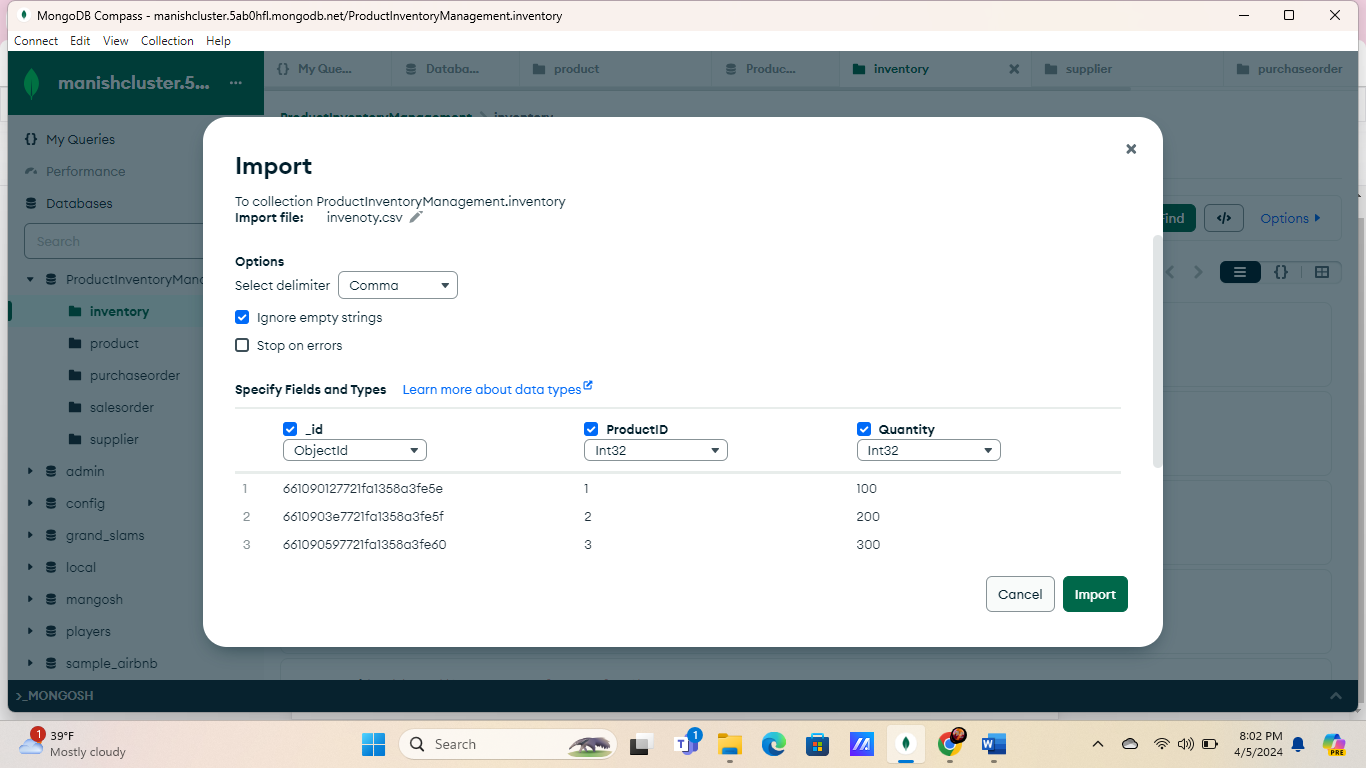 MongoDB Compass - manishcluster.5ab0hfl.mongodb.net/ProductInventoryManagement.inventory
Connect Edit View Collection Help
manishcluster.5... ...
{} My Que... Databa... product Produc... inventory supplier purchaseorder
ProductInventoryManagement > inventory
My Queries
Performance
Databases
Search
ProductInventoryMana
inventory
product
purchaseorder
salesorder
supplier
admin
config
grand_slams
local
mangosh
players
sample_airbnb
Find </> Options
{}
Import
To collection ProductInventoryManagement.inventory
Import file: invenoty.csv
Options
Select delimiter Comma
Ignore empty strings
Stop on errors
Specify Fields and Types Learn more about data types
_id ProductID Quantity
ObjectId Int32 Int32
1 661090127721fa1358a3fe5e 1 100
2 6610903e7721fa1358a3fe5f 2 200
3 661090597721fa1358a3fe60 3 300
Cancel Import
>_MONGOSH
1 39°F
Mostly cloudy
Search
1
8:02 PM
4/5/2024
PRE